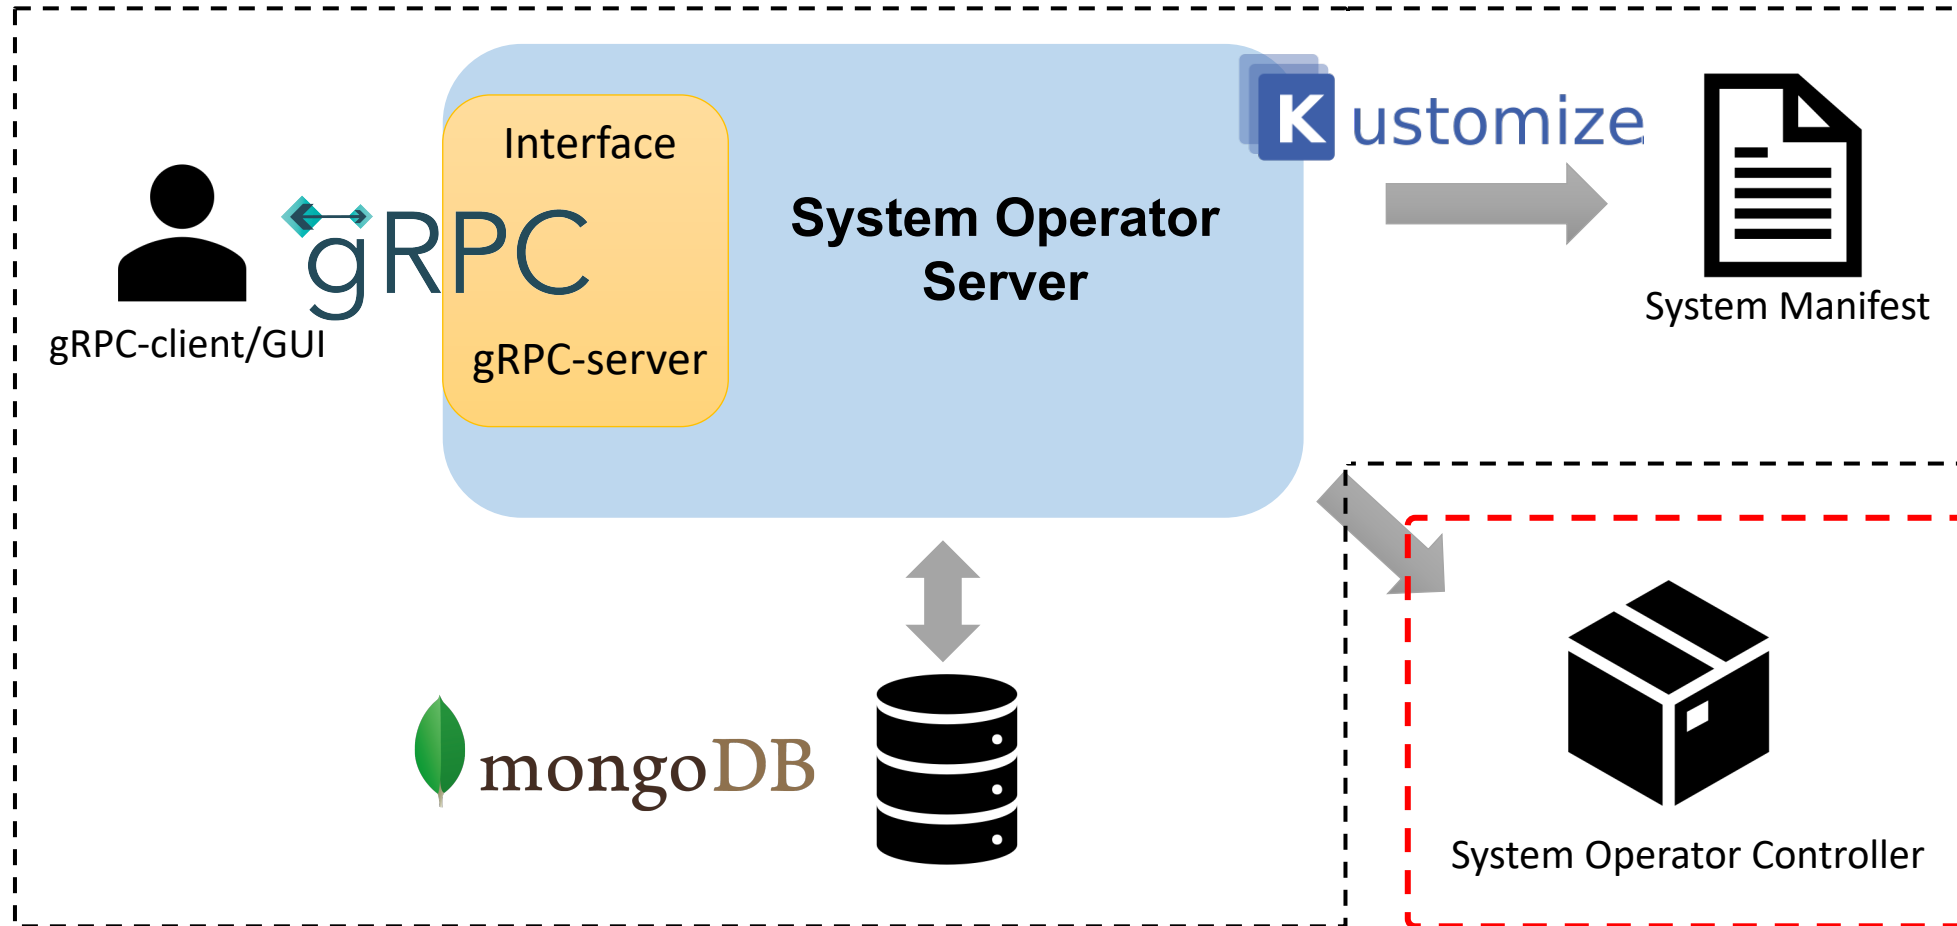 Interface
gRPC
gRPC-server
gRPC-client/GUI
System Operator
Server
Kustomize
System Manifest
mongoDB
System Operator Controller